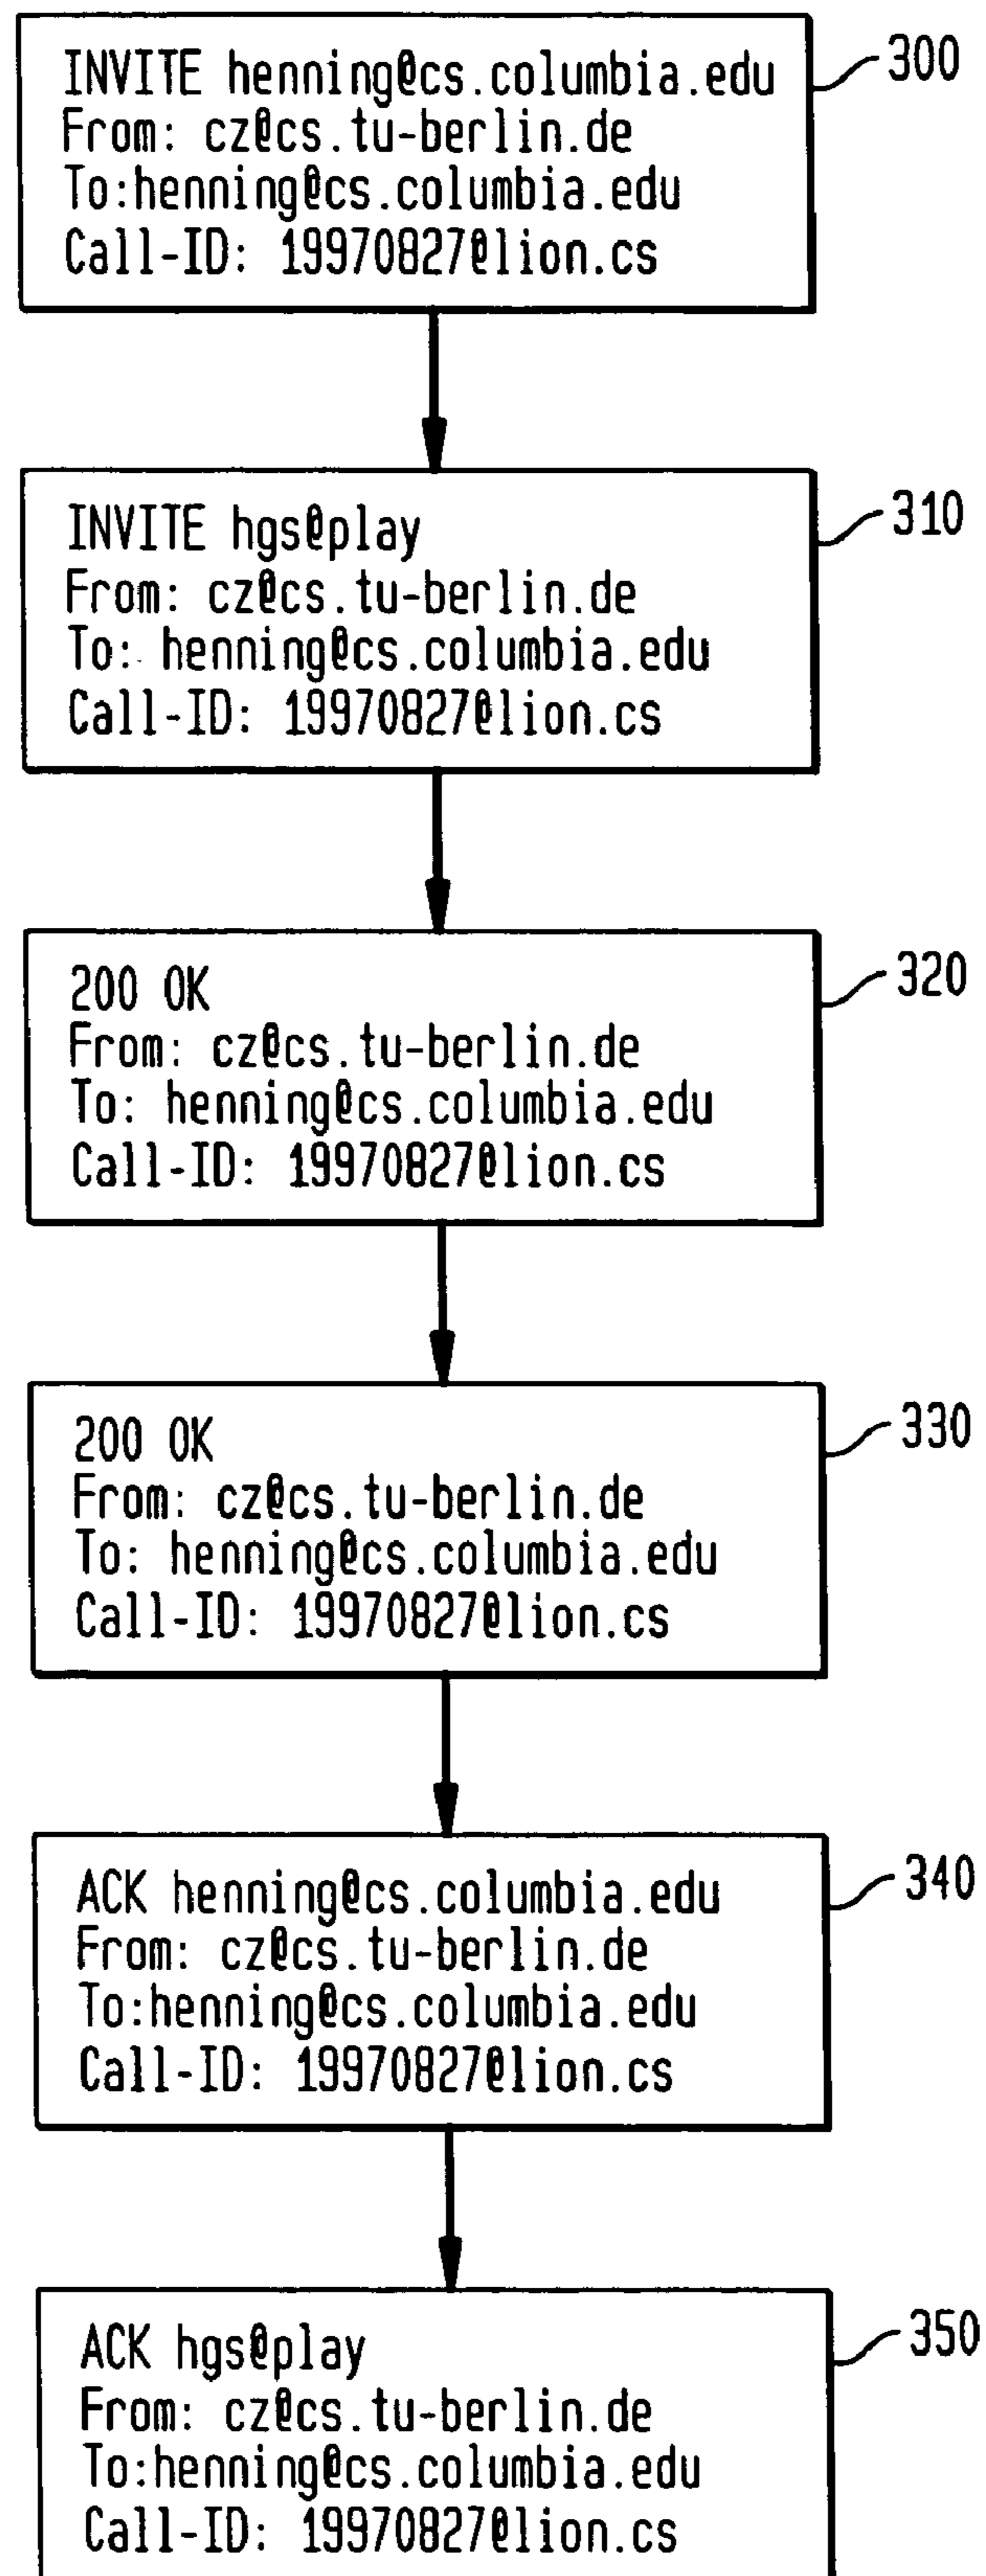 INVITE henning@cs.columbia.edu
From: cz@cs.tu-berlin.de
To:henning@cs.columbia.edu
Call-ID: 19970827@lion.cs
300
INVITE hgs@play
From: cz@cs.tu-berlin.de
To: henning@cs.columbia.edu
Call-ID: 19970827@lion.cs
310
200 OK
From: cz@cs.tu-berlin.de
To: henning@cs.columbia.edu
Call-ID: 19970827@lion.cs
320
200 OK
From: cz@cs.tu-berlin.de
To: henning@cs.columbia.edu
Call-ID: 19970827@lion.cs
330
ACK henning@cs.columbia.edu
From: cz@cs.tu-berlin.de
To:henning@cs.columbia.edu
Call-ID: 19970827@lion.cs
340
ACK hgs@play
From: cz@cs.tu-berlin.de
To:henning@cs.columbia.edu
Call-ID: 19970827@lion.cs
350